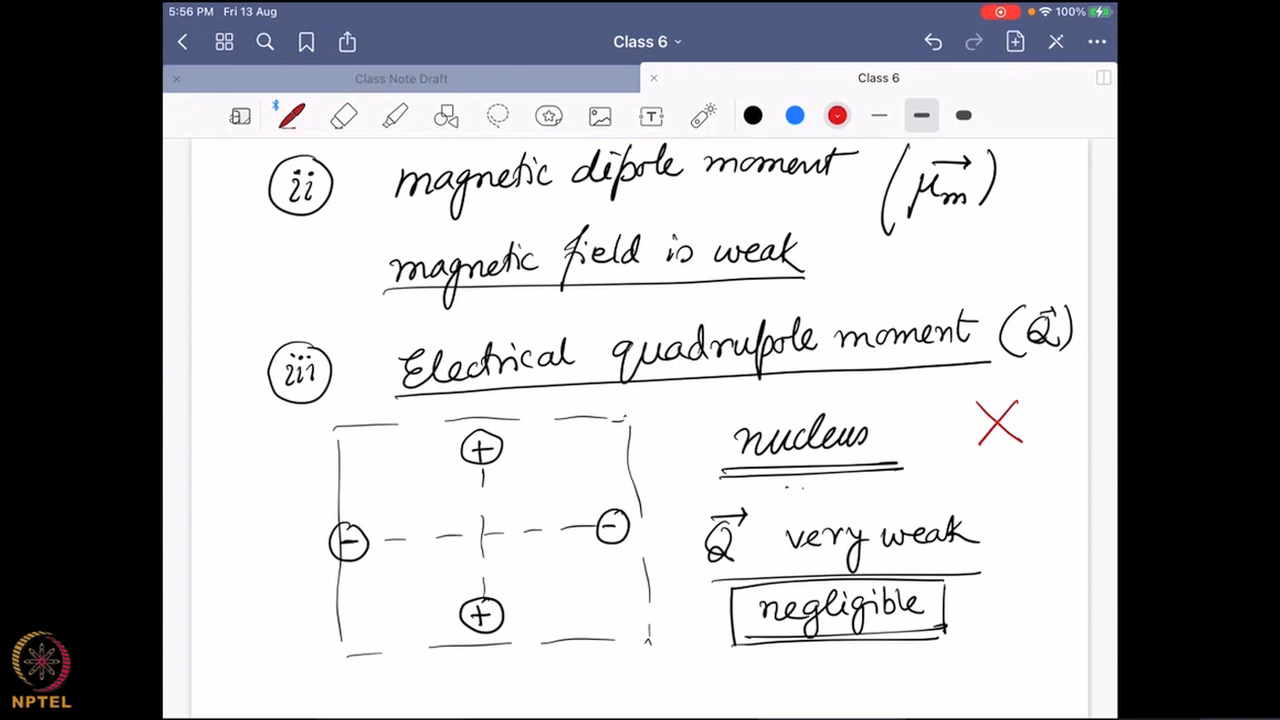 5:56 PM Fri 13 Aug
100%
Class 6
Class Note Draft
Class 6
T
ii magnetic dipole moment (μm)
magnetic field is weak
iii Electrical quadrupole moment (Q)
+
nucleus
- -
Q very weak
+
negligible
NPTEL